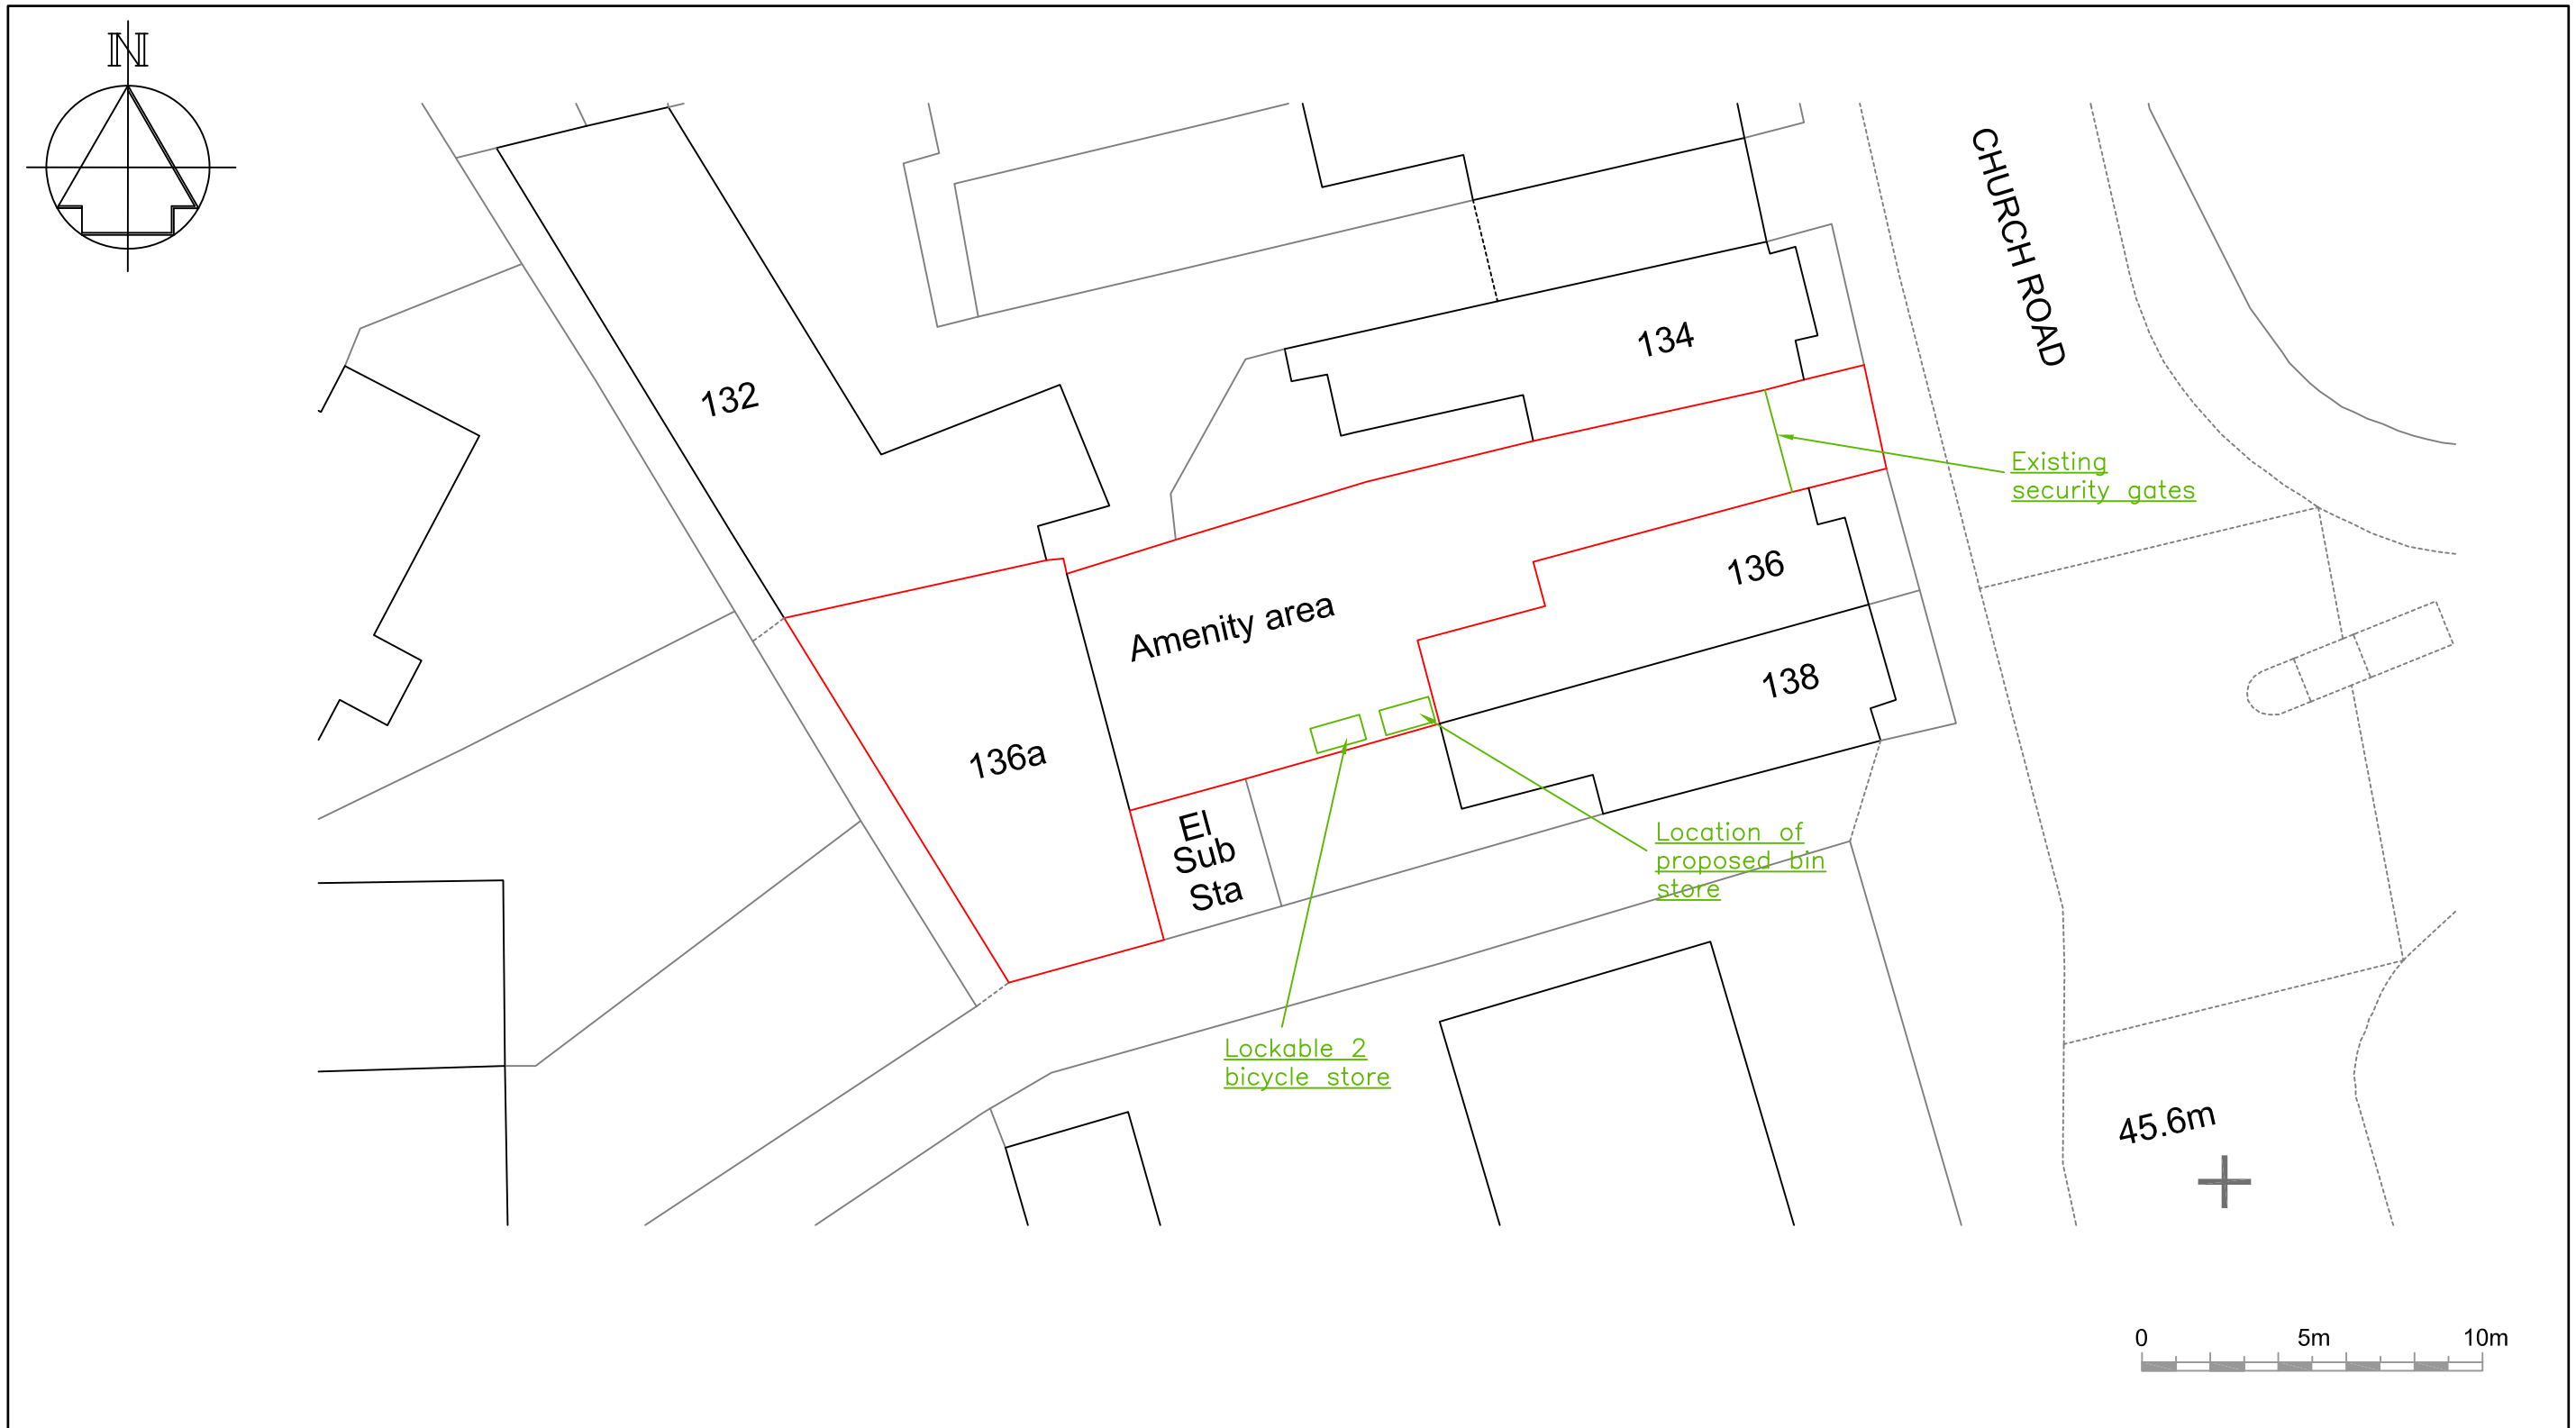 N
CHURCH ROAD
132
134
Existing
security gates
136
Amenity area
138
136a
El
Sub
Sta
Location of
proposed bin
store
Lockable 2
bicycle store
45.6m
0 5m 10m